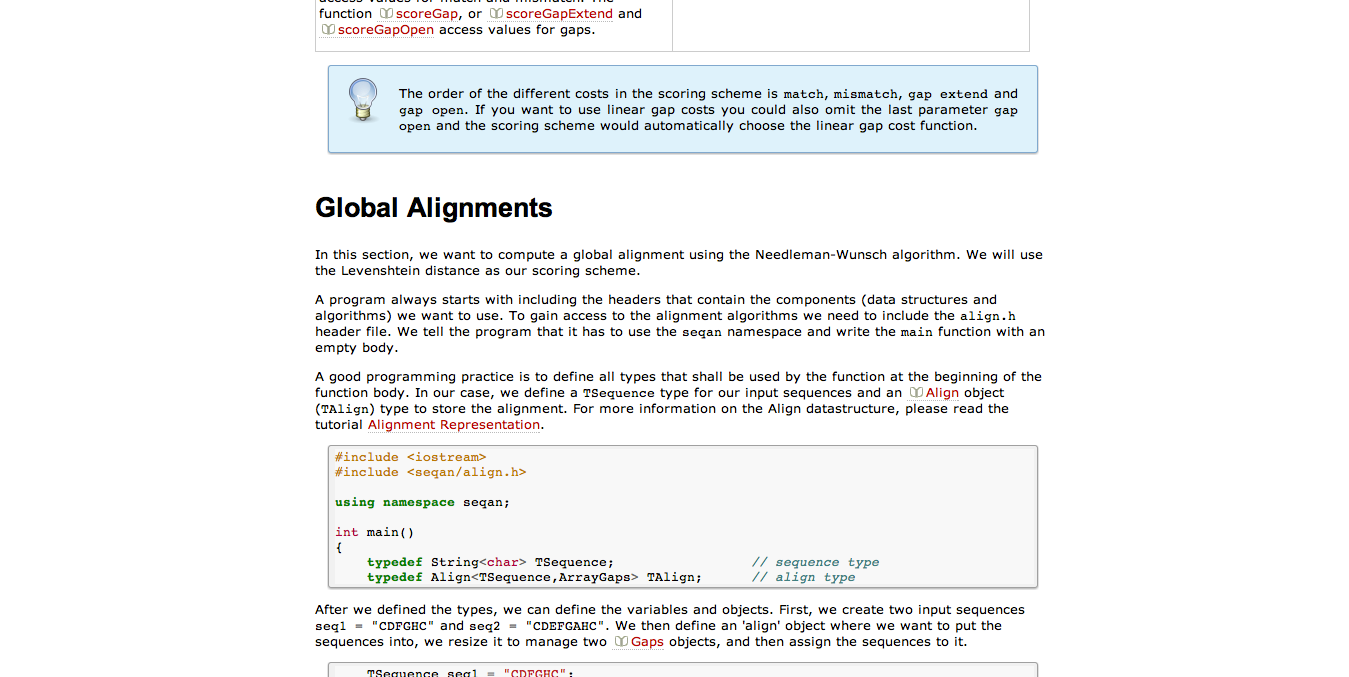 access values for match and mismatch. The
function scoreGap, or scoreGapExtend and
scoreGapOpen access values for gaps.
The order of the different costs in the scoring scheme is match, mismatch, gap extend and
gap open. If you want to use linear gap costs you could also omit the last parameter gap
open and the scoring scheme would automatically choose the linear gap cost function.
Global Alignments
In this section, we want to compute a global alignment using the Needleman-Wunsch algorithm. We will use
the Levenshtein distance as our scoring scheme.
A program always starts with including the headers that contain the components (data structures and
algorithms) we want to use. To gain access to the alignment algorithms we need to include the align.h
header file. We tell the program that it has to use the seqan namespace and write the main function with an
empty body.
A good programming practice is to define all types that shall be used by the function at the beginning of the
function body. In our case, we define a TSequence type for our input sequences and an Align object
(TAlign) type to store the alignment. For more information on the Align datastructure, please read the
tutorial Alignment Representation.
#include <iostream>
#include <seqan/align.h>
using namespace seqan;
int main()
{
typedef String<char> TSequence; // sequence type
typedef Align<TSequence,ArrayGaps> TAlign; // align type
After we defined the types, we can define the variables and objects. First, we create two input sequences
seq1 = "CDFGHC" and seq2 = "CDEFGAHC". We then define an 'align' object where we want to put the
sequences into, we resize it to manage two Gaps objects, and then assign the sequences to it.
TSequence seq1 = "CDFGHC";